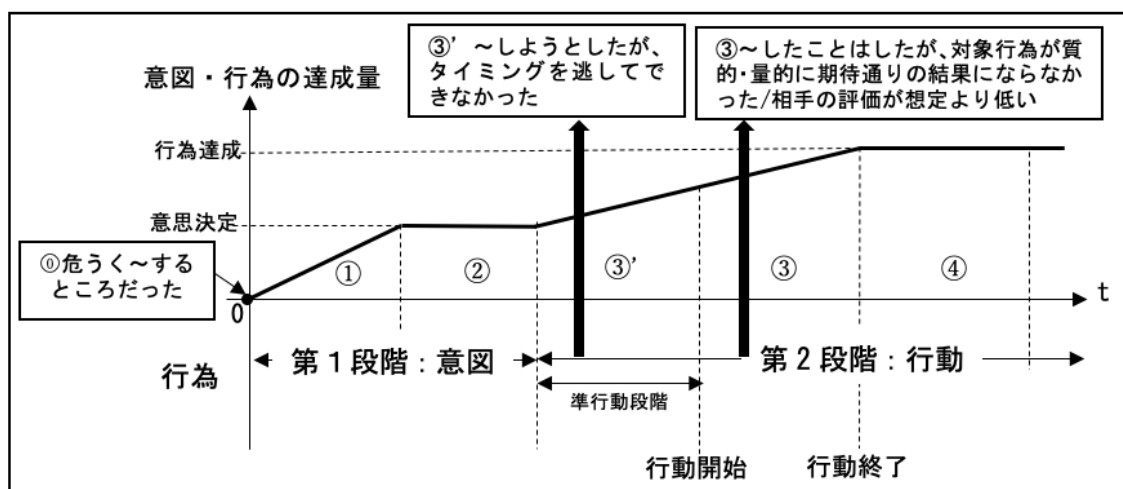 ③’ ～しようとしたが、
タイミングを逃してで
きなかった
③～したことはしたが、対象行為が質
的・量的に期待通りの結果にならなか
った/相手の評価が想定より低い
意図・行為の達成量
行為達成
意思決定
⓪危うく～する
ところだった
①
②
③’
③
④
0
t
行為
第１段階：意図
第２段階：行動
準行動段階
行動開始
行動終了